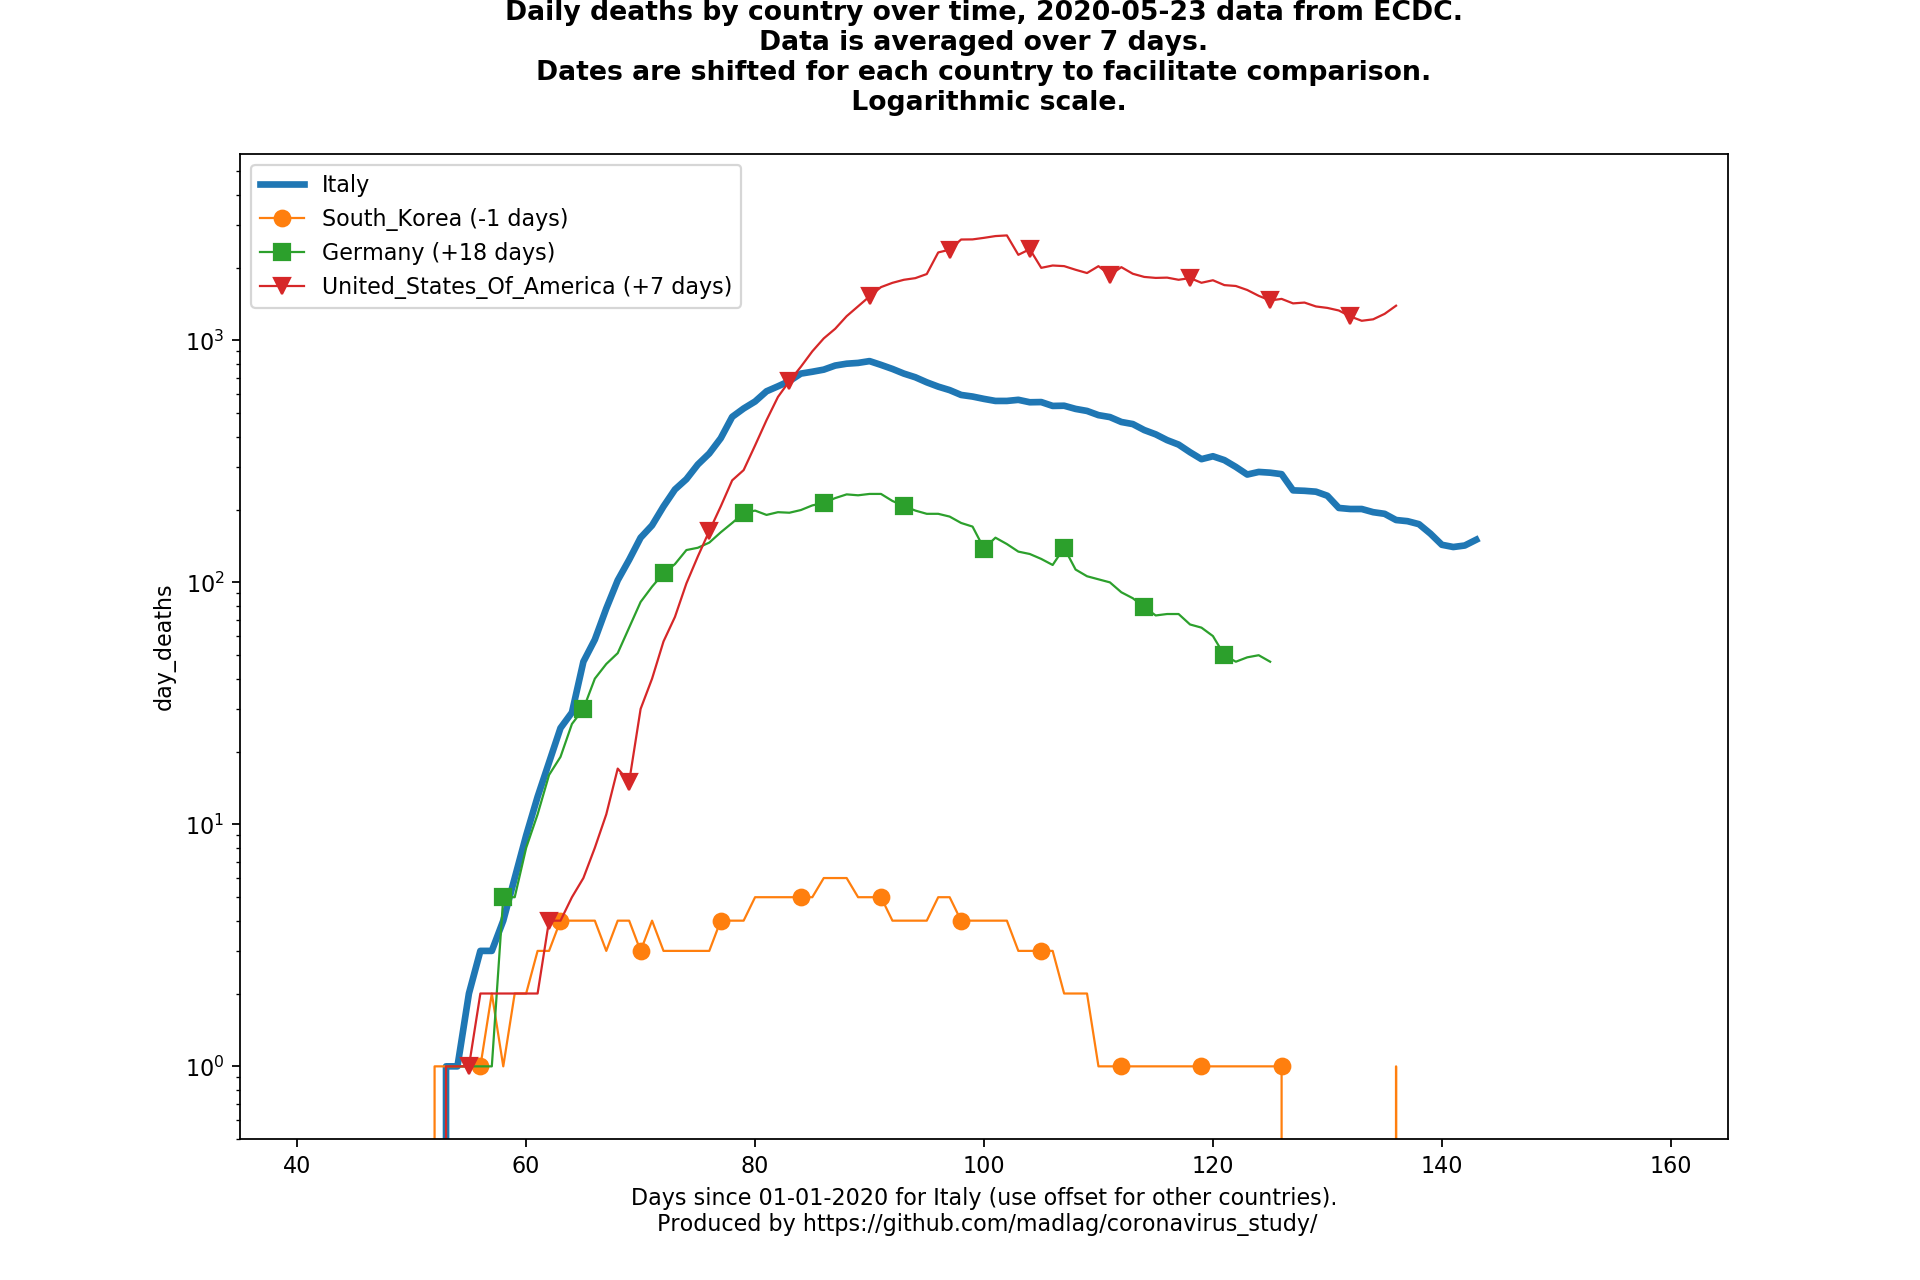 Daily deaths by country over time, 2020-05-23 data from ECDC.
Data is averaged over 7 days.
Dates are shifted for each country to facilitate comparison.
Logarithmic scale.
Italy
South_Korea (-1 days)
Germany (+18 days)
United_States_Of_America (+7 days)
10³
10²
10¹
10⁰
day_deaths
40 60 80 100 120 140 160
Days since 01-01-2020 for Italy (use offset for other countries).
Produced by https://github.com/madlag/coronavirus_study/